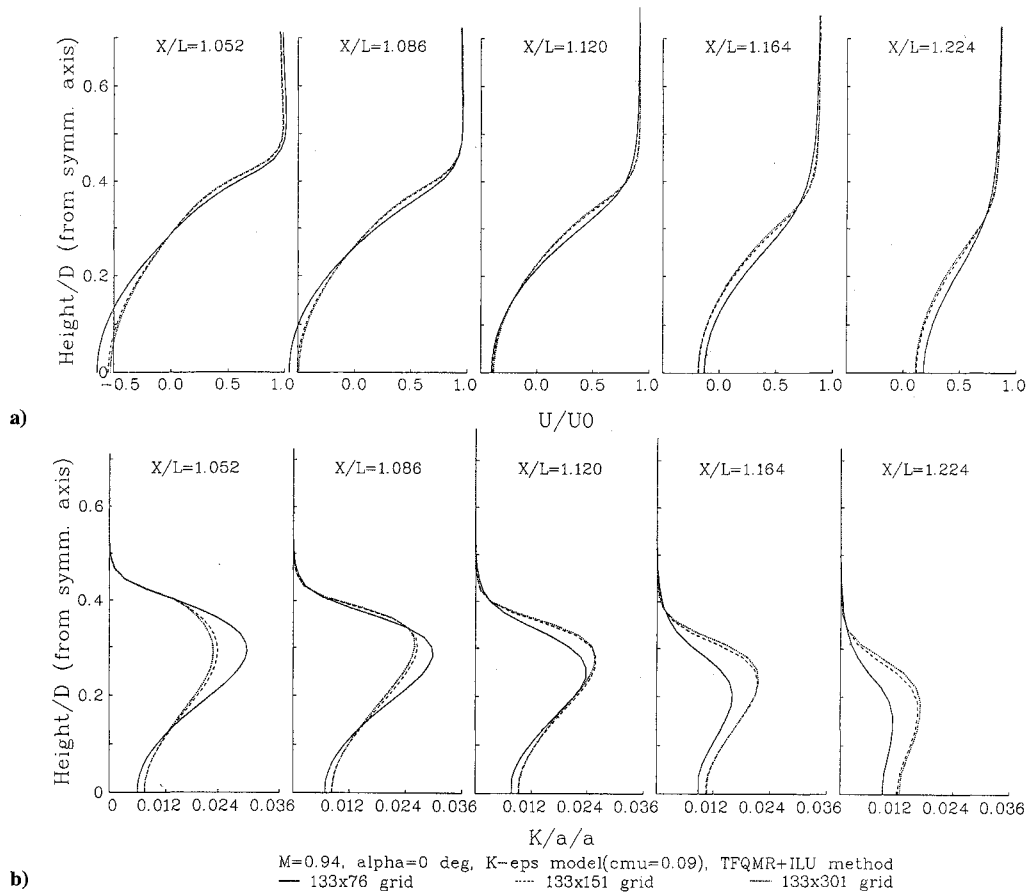 X/L=1.052 X/L=1.086 X/L=1.120 X/L=1.164 X/L=1.224
Height/D (from symm. axis)
0.6
0.4
0.2
0
-0.5 0.0 0.5 1.0 0.0 0.5 1.0 0.0 0.5 1.0 0.0 0.5 1.0 0.0 0.5 1.0
a)
U/U0
X/L=1.052 X/L=1.086 X/L=1.120 X/L=1.164 X/L=1.224
Height/D (from symm. axis)
0.6
0.4
0.2
0
0 0.012 0.024 0.036 0.012 0.024 0.036 0.012 0.024 0.036 0.012 0.024 0.036 0.012 0.024 0.036
K/a/a
M=0.94, alpha=0 deg, K-eps model(cmu=0.09), TFQMR+ILU method
b)
133x76 grid 133x151 grid 133x301 grid